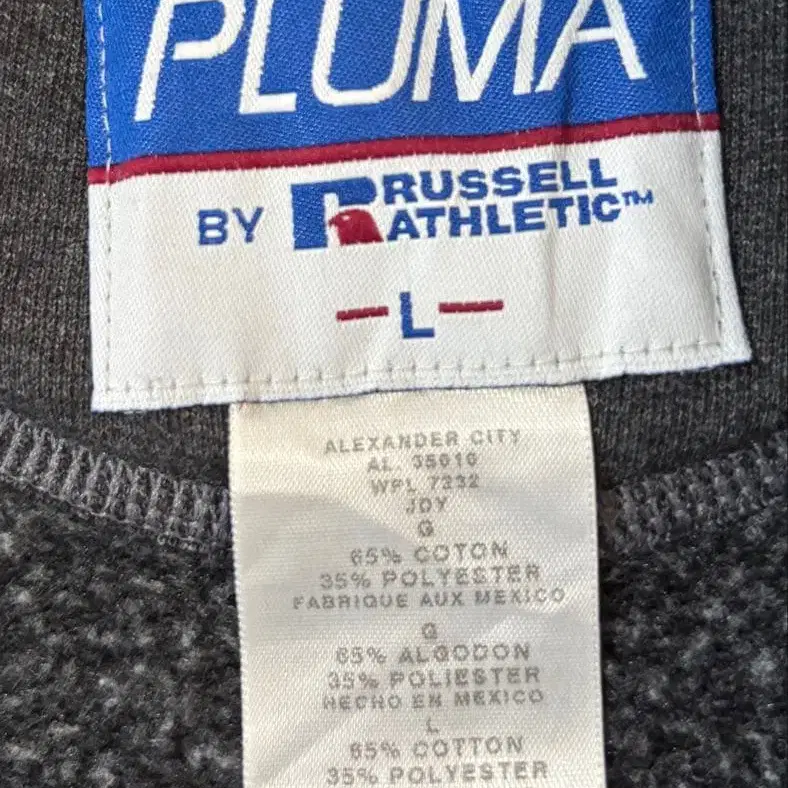 PLUMA
BY RUSSELL ATHLETIC™
—L—
ALEXANDER CITY
AL. 35010
WPL 7232
JOY
G
65% COTON
35% POLYESTER
FABRIQUE AUX MEXICO
G
65% ALGODON
35% POLIESTER
HECHO EN MEXICO
L
65% COTTON
35% POLYESTER